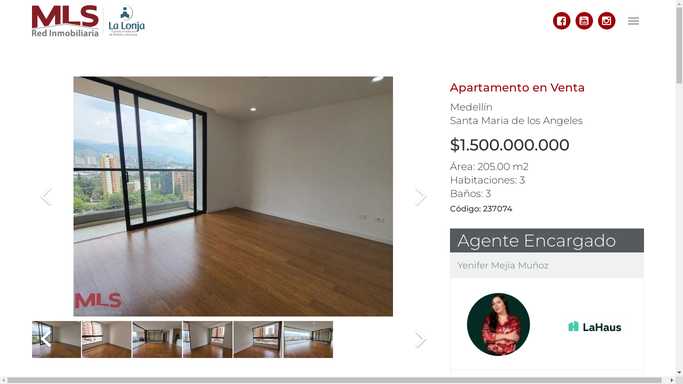 MLS
Red Inmobiliaria
La Lonja
Apartamento en Venta
Medellín
Santa Maria de los Angeles
$1.500.000.000
Área: 205.00 m2
Habitaciones: 3
Baños: 3
Código: 237074
MLS
Agente Encargado
Yenifer Mejia Muñoz
LaHaus